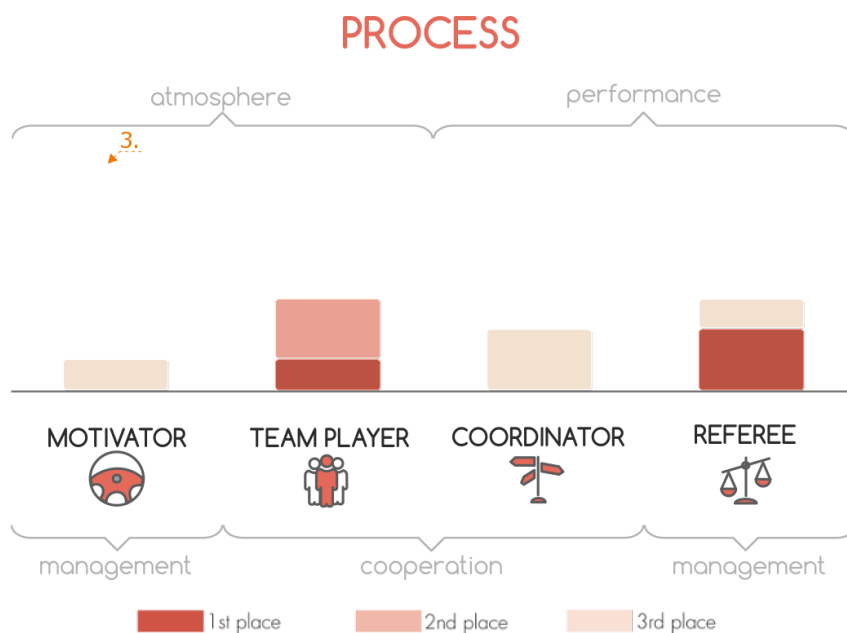 PROCESS
atmosphere
performance
3.
MOTIVATOR
TEAM PLAYER
COORDINATOR
REFEREE
management
cooperation
management
1st place
2nd place
3rd place